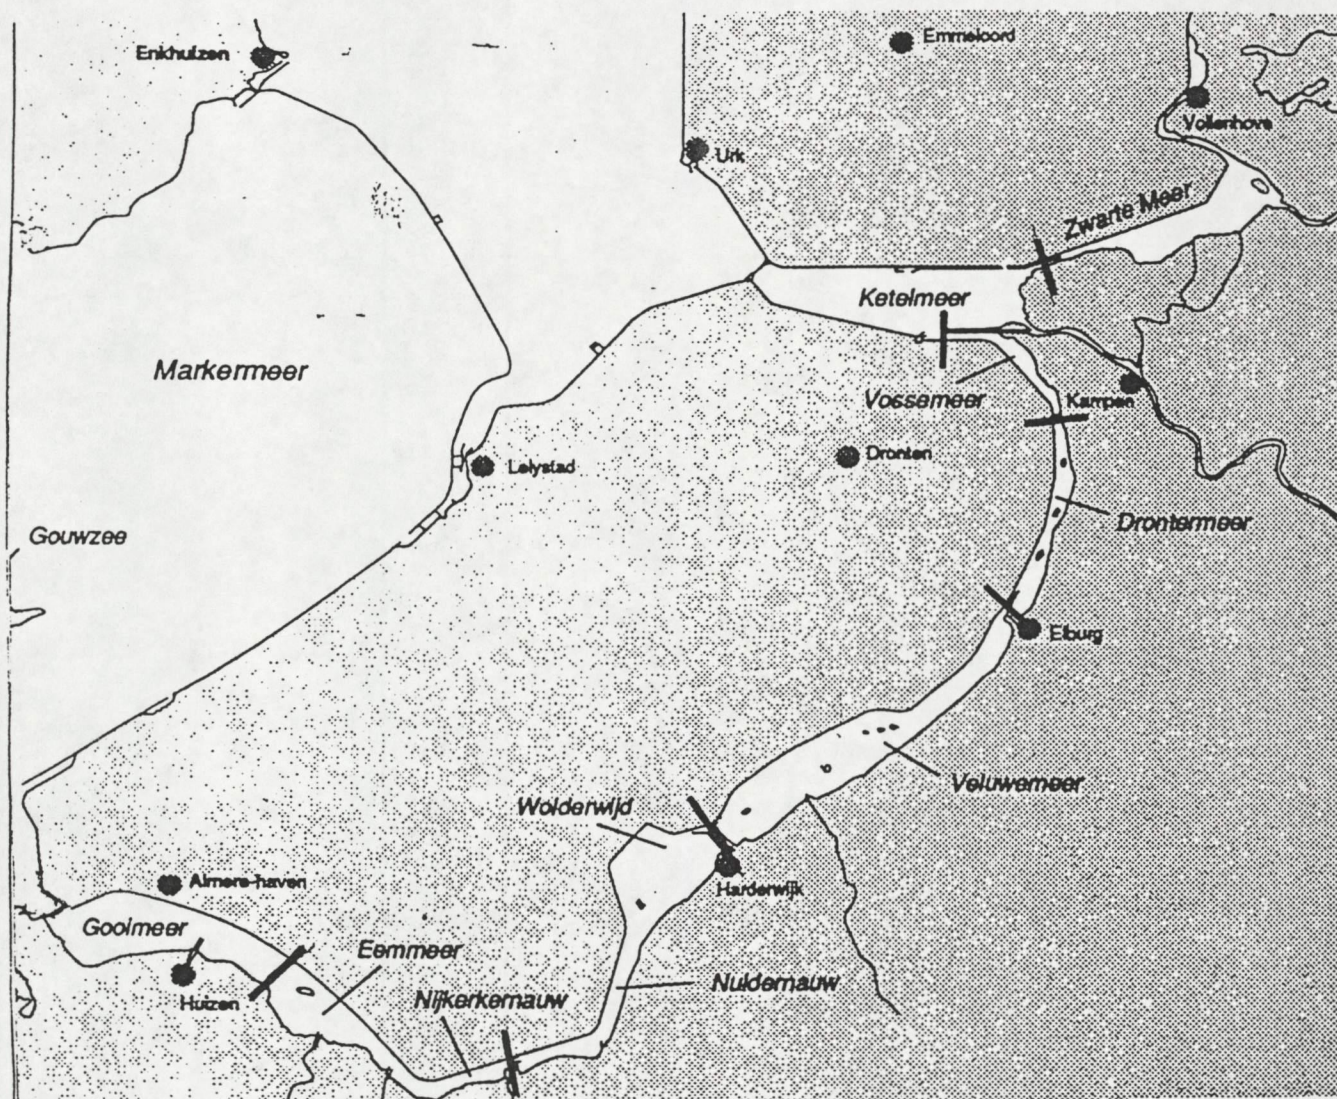 Enkhuizen
Emmeloord
Vollenhove
Urk
Zwarte Meer
Ketelmeer
Markermeer
Vossemeer
Kampen
Dronten
Lelystad
Drontermeer
Gouwzee
Elburg
Veluwemeer
Wolderwijd
Almere-haven
Harderwijk
Gooimeer
Eemmeer
Huizen
Nijkerkernauw
Nuldernauw